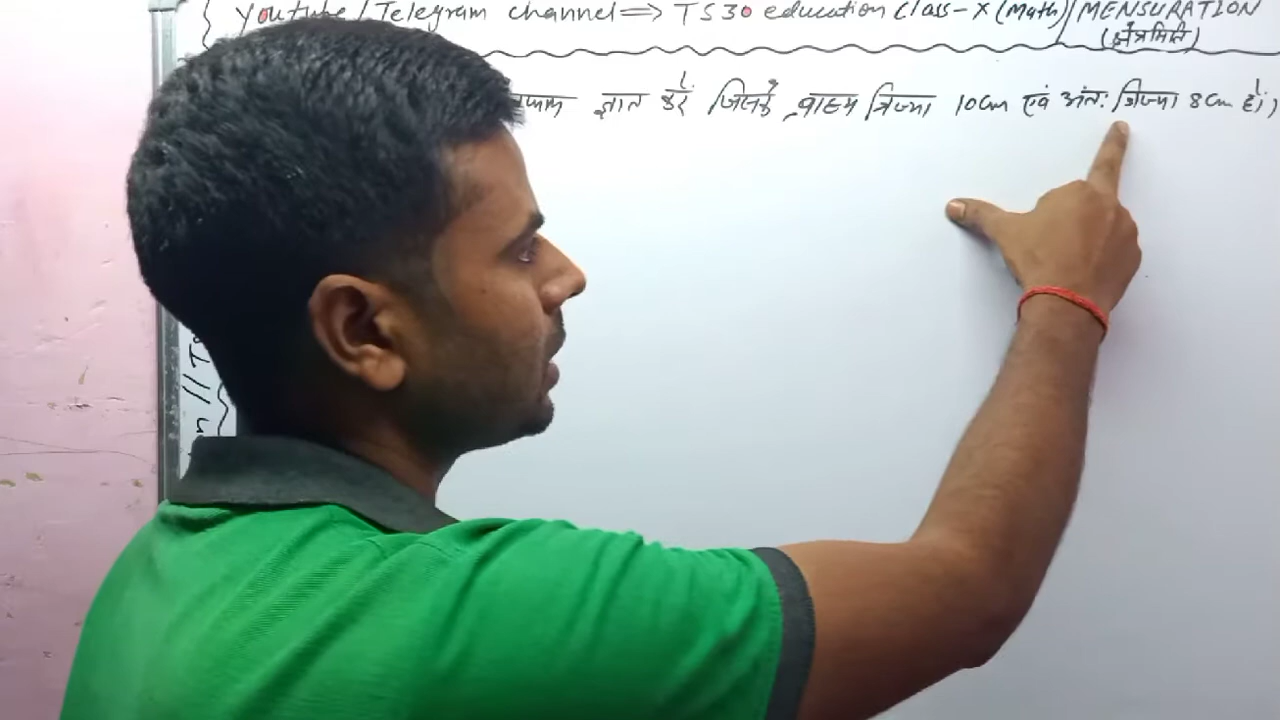 Youtube / Telegram channel ⇒ TS30 education Class - X (Math) / MENSURATION
(क्षेत्रमिति)
ज्ञात करें जिसके बाह्य त्रिज्या 10cm एवं अंतः त्रिज्या 8cm हो।